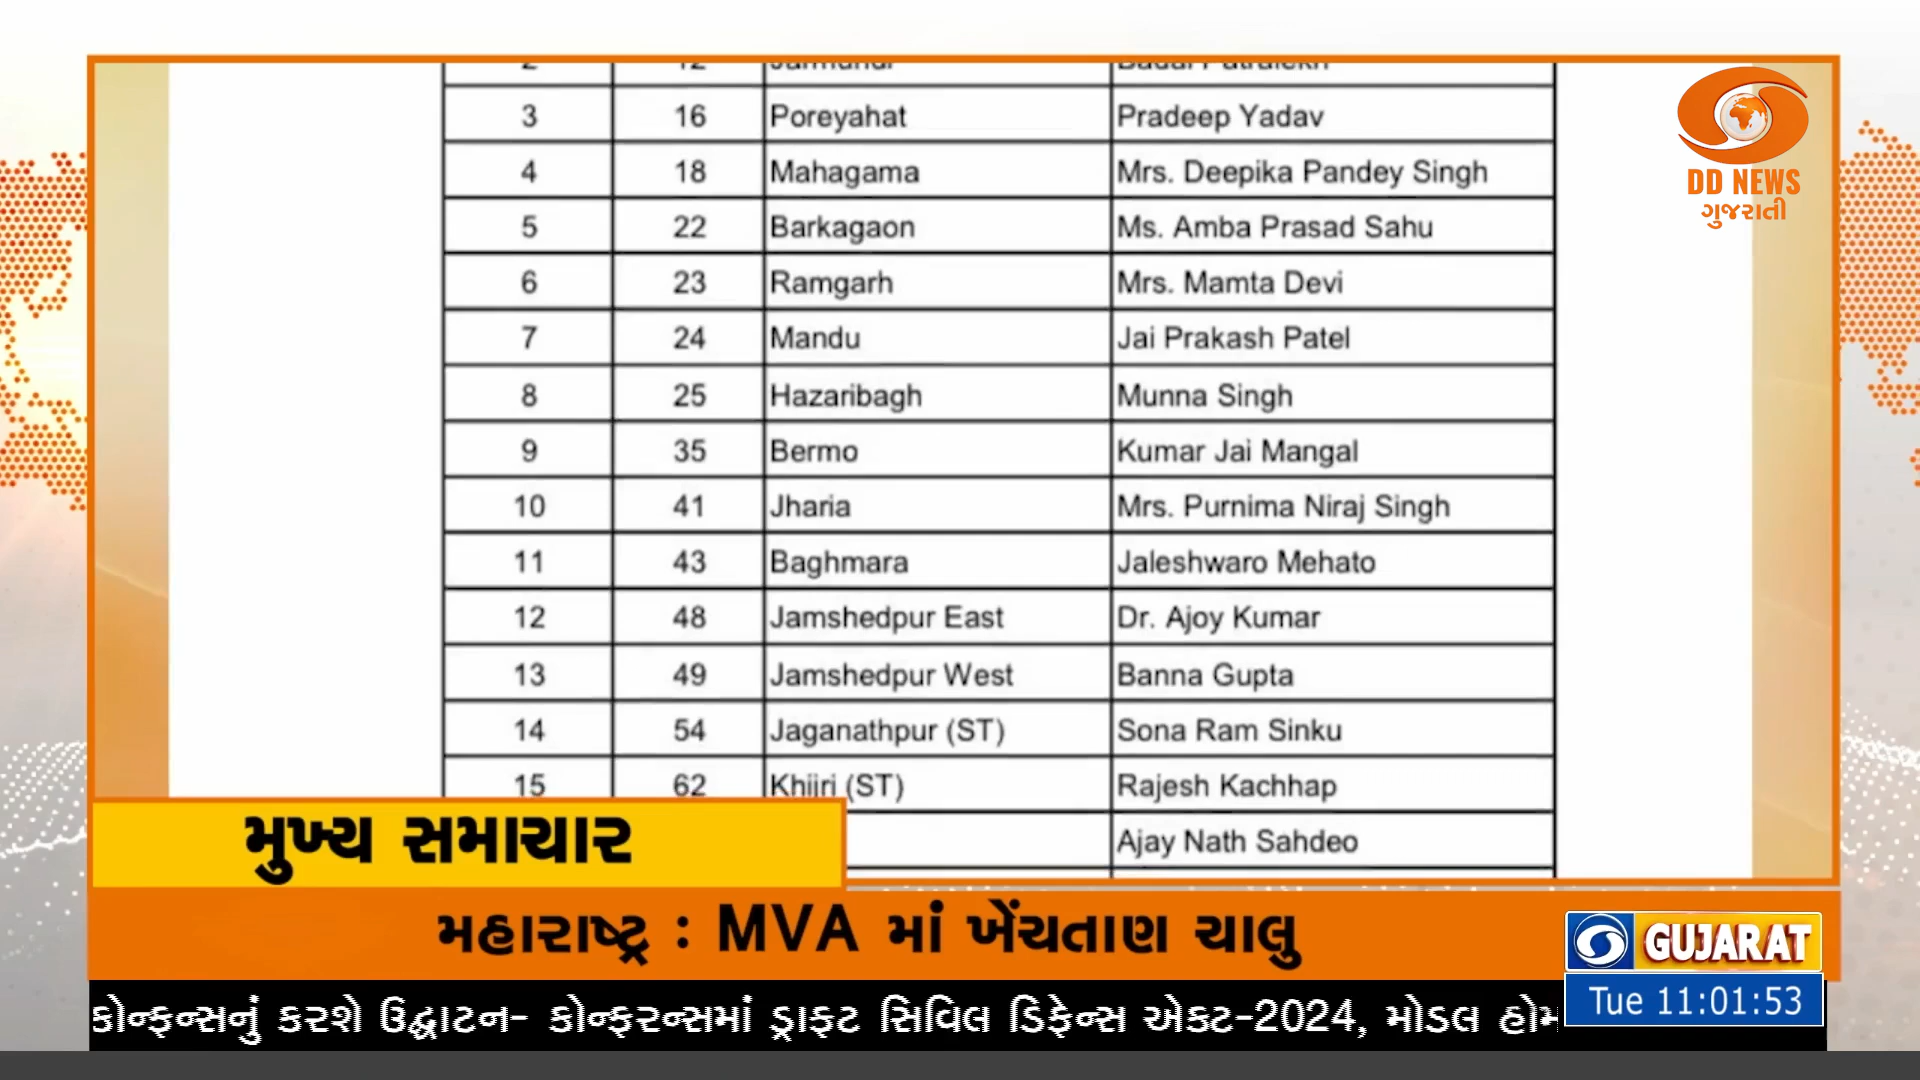 3 16 Poreyahat Pradeep Yadav
4 18 Mahagama Mrs. Deepika Pandey Singh
5 22 Barkagaon Ms. Amba Prasad Sahu
6 23 Ramgarh Mrs. Mamta Devi
7 24 Mandu Jai Prakash Patel
8 25 Hazaribagh Munna Singh
9 35 Bermo Kumar Jai Mangal
10 41 Jharia Mrs. Purnima Niraj Singh
11 43 Baghmara Jaleshwaro Mehato
12 48 Jamshedpur East Dr. Ajoy Kumar
13 49 Jamshedpur West Banna Gupta
14 54 Jaganathpur (ST) Sona Ram Sinku
15 62 Khijri (ST) Rajesh Kachhap
Ajay Nath Sahdeo
DD NEWS
ગુજરાતી
મુખ્ય સમાચાર
મહારાષ્ટ્ર : MVA માં ખેંચતાણ ચાલુ
GUJARAT
Tue 11:01:53
કોન્ફન્સનું કરશે ઉદ્ઘાટન- કોન્ફરન્સમાં ડ્રાફ્ટ સિવિલ ડિફેન્સ એક્ટ-2024, મોડલ હોમ